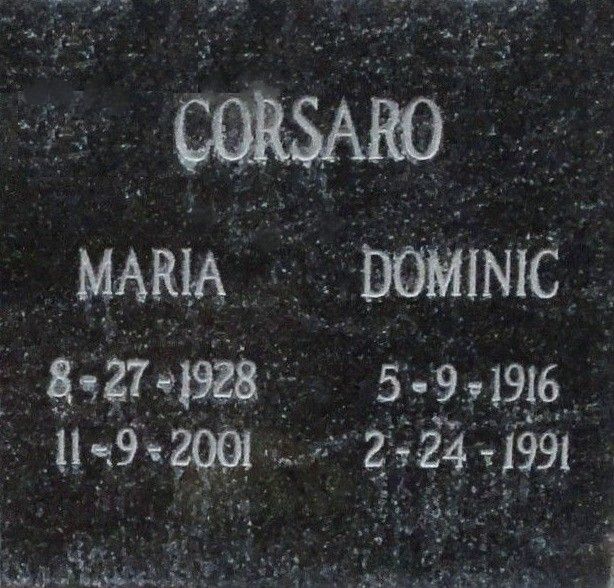 CORSARO
MARIA DOMINIC
8-27-1928 5-9-1916
11-9-2001 2-24-1991